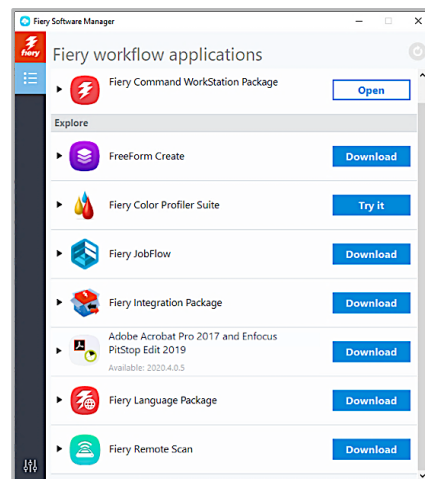 Fiery Software Manager
fiery
Fiery workflow applications
Fiery Command WorkStation Package
Open
Explore
FreeForm Create
Download
Fiery Color Profiler Suite
Try it
Fiery JobFlow
Download
Fiery Integration Package
Download
Adobe Acrobat Pro 2017 and Enfocus
PitStop Edit 2019
Available: 2020.4.0.5
Download
Fiery Language Package
Download
Fiery Remote Scan
Download